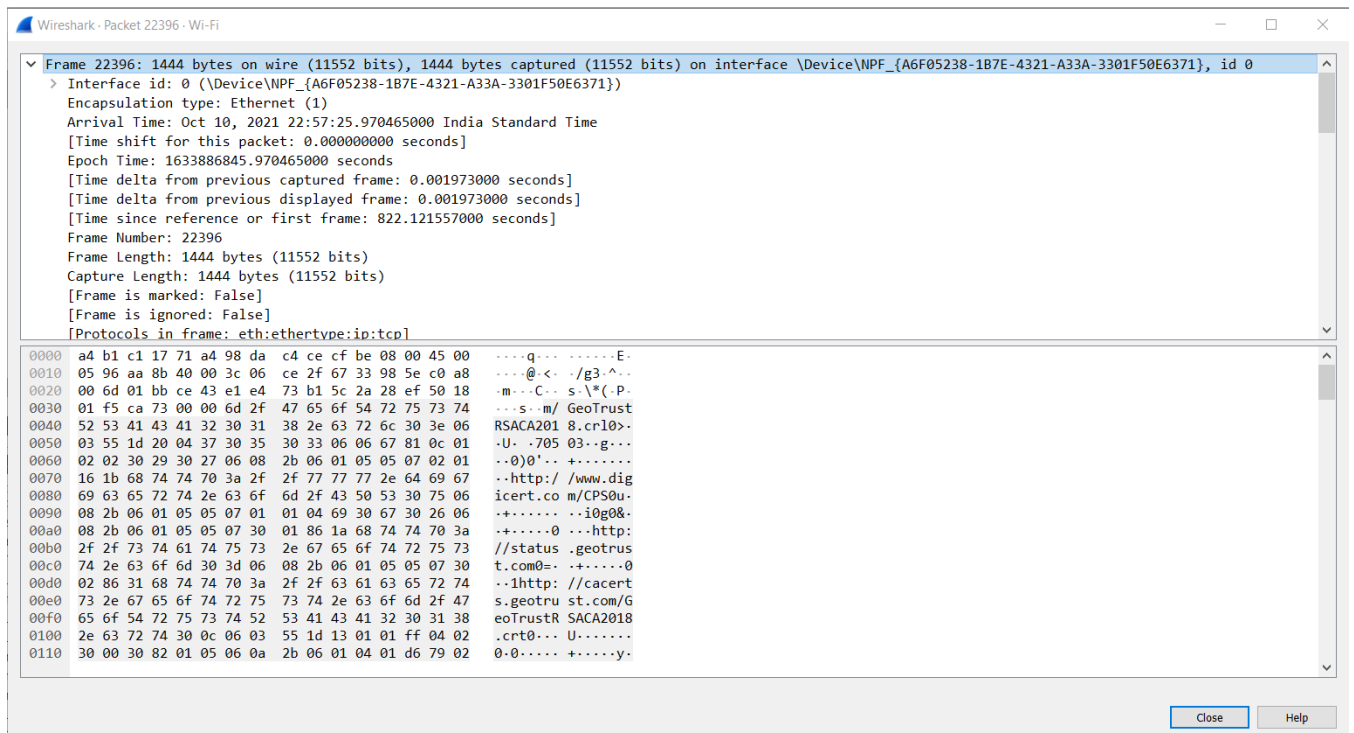 Wireshark · Packet 22396 · Wi-Fi
Frame 22396: 1444 bytes on wire (11552 bits), 1444 bytes captured (11552 bits) on interface \Device\NPF_{A6F05238-1B7E-4321-A33A-3301F50E6371}, id 0
Interface id: 0 (\Device\NPF_{A6F05238-1B7E-4321-A33A-3301F50E6371})
Encapsulation type: Ethernet (1)
Arrival Time: Oct 10, 2021 22:57:25.970465000 India Standard Time
[Time shift for this packet: 0.000000000 seconds]
Epoch Time: 1633886845.970465000 seconds
[Time delta from previous captured frame: 0.001973000 seconds]
[Time delta from previous displayed frame: 0.001973000 seconds]
[Time since reference or first frame: 822.121557000 seconds]
Frame Number: 22396
Frame Length: 1444 bytes (11552 bits)
Capture Length: 1444 bytes (11552 bits)
[Frame is marked: False]
[Frame is ignored: False]
[Protocols in frame: eth:ethertype:ip:tcp]
0000 a4 b1 c1 17 71 a4 98 da c4 ce cf be 08 00 45 00 ····q··· ······E·
0010 05 96 aa 8b 40 00 3c 06 ce 2f 67 33 98 5e c0 a8 ····@·<· ·/g3·^··
0020 00 6d 01 bb ce 43 e1 e4 73 b1 5c 2a 28 ef 50 18 ·m···C·· s·\*(·P·
0030 01 f5 ca 73 00 00 6d 2f 47 65 6f 54 72 75 73 74 ···s··m/ GeoTrust
0040 52 53 41 43 41 32 30 31 38 2e 63 72 6c 30 3e 06 RSACA201 8.crl0>·
0050 03 55 1d 20 04 37 30 35 30 33 06 06 67 81 0c 01 ·U· ·705 03··g···
0060 02 02 30 29 30 27 06 08 2b 06 01 05 05 07 02 01 ··0)0'·· +·······
0070 16 1b 68 74 74 70 3a 2f 2f 77 77 77 2e 64 69 67 ··http:/ /www.dig
0080 69 63 65 72 74 2e 63 6f 6d 2f 43 50 53 30 75 06 icert.co m/CPS0u·
0090 08 2b 06 01 05 05 07 01 01 04 69 30 67 30 26 06 ·+······ ··i0g0&·
00a0 08 2b 06 01 05 05 07 30 01 86 1a 68 74 74 70 3a ·+·····0 ···http:
00b0 2f 2f 73 74 61 74 75 73 2e 67 65 6f 74 72 75 73 //status .geotrus
00c0 74 2e 63 6f 6d 30 3d 06 08 2b 06 01 05 05 07 30 t.com0=· ·+·····0
00d0 02 86 31 68 74 74 70 3a 2f 2f 63 61 63 65 72 74 ··1http: //cacert
00e0 73 2e 67 65 6f 74 72 75 73 74 2e 63 6f 6d 2f 47 s.geotru st.com/G
00f0 65 6f 54 72 75 73 74 52 53 41 43 41 32 30 31 38 eoTrustR SACA2018
0100 2e 63 72 74 30 0c 06 03 55 1d 13 01 01 ff 04 02 .crt0··· U·······
0110 30 00 30 82 01 05 06 0a 2b 06 01 04 01 d6 79 02 0·0····· +·····y·
Close
Help